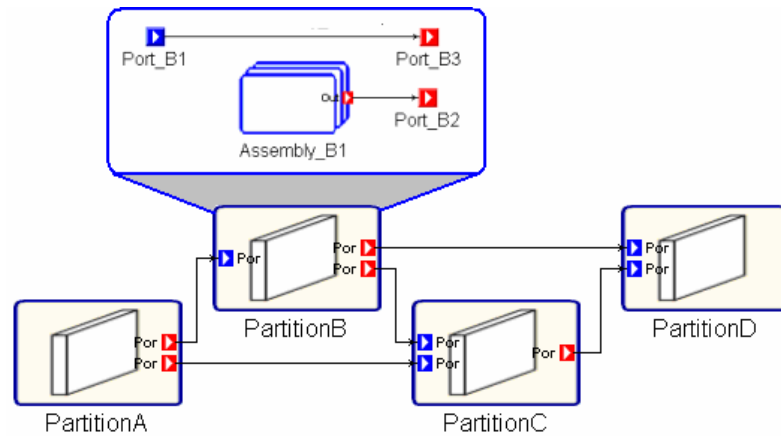 Port_B1
Port_B3
Out
Port_B2
Assembly_B1
Por
Por
Por
Por
Por
PartitionB
PartitionD
Por
Por
Por
Por
Por
PartitionA
PartitionC